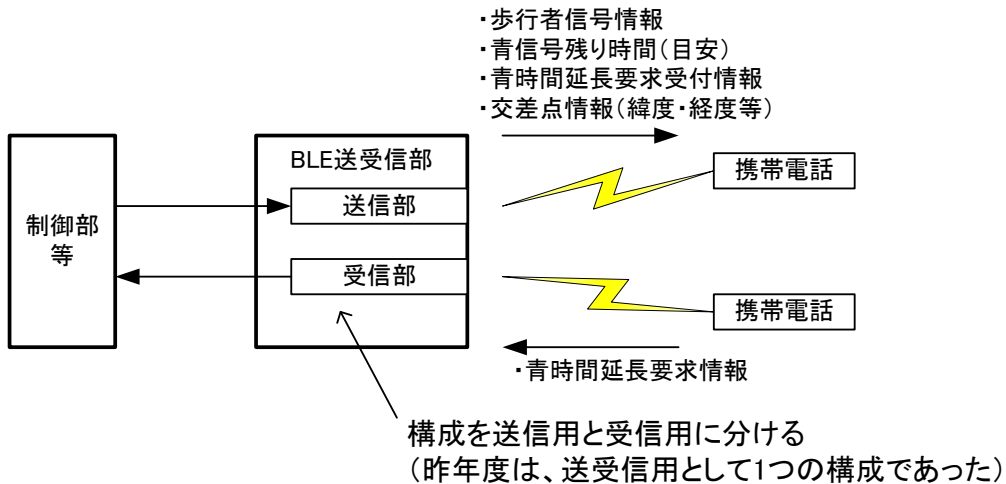 ・歩行者信号情報
・青信号残り時間（目安）
・青時間延長要求受付情報
・交差点情報（緯度・経度等）
BLE送受信部
携帯電話
送信部
制御部
等
受信部
携帯電話
・青時間延長要求情報
構成を送信用と受信用に分ける
（昨年度は、送受信用として1つの構成であった）